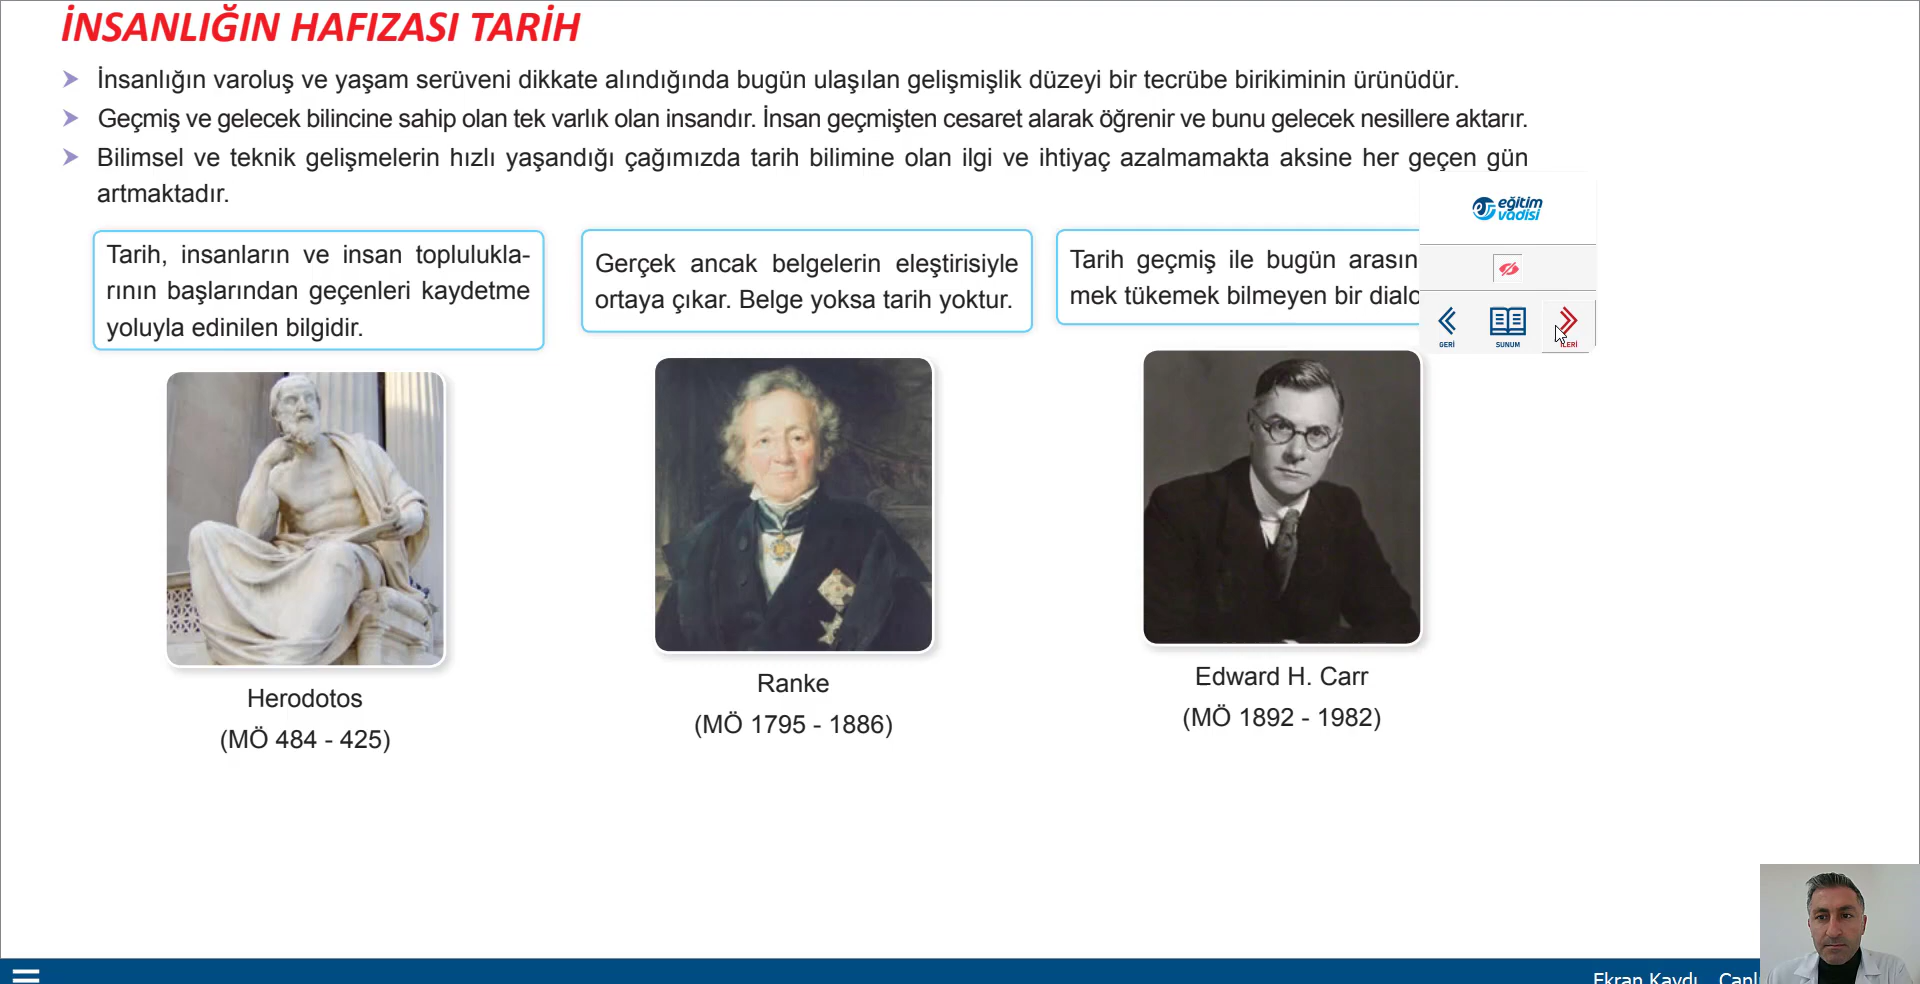 İNSANLIĞIN HAFIZASI TARİH
İnsanlığın varoluş ve yaşam serüveni dikkate alındığında bugün ulaşılan gelişmişlik düzeyi bir tecrübe birikiminin ürünüdür.
Geçmiş ve gelecek bilincine sahip olan tek varlık olan insandır. İnsan geçmişten cesaret alarak öğrenir ve bunu gelecek nesillere aktarır.
Bilimsel ve teknik gelişmelerin hızlı yaşandığı çağımızda tarih bilimine olan ilgi ve ihtiyaç azalmamakta aksine her geçen gün
artmaktadır.
Tarih, insanların ve insan toplulukla-
rının başlarından geçenleri kaydetme
yoluyla edinilen bilgidir.
Gerçek ancak belgelerin eleştirisiyle
ortaya çıkar. Belge yoksa tarih yoktur.
Tarih geçmiş ile bugün arasın
mek tükemek bilmeyen bir dialo
eğitim
vadisi
GERİ
SUNUM
İLERİ
Herodotos
(MÖ 484 - 425)
Ranke
(MÖ 1795 - 1886)
Edward H. Carr
(MÖ 1892 - 1982)
Ekran Kaydı